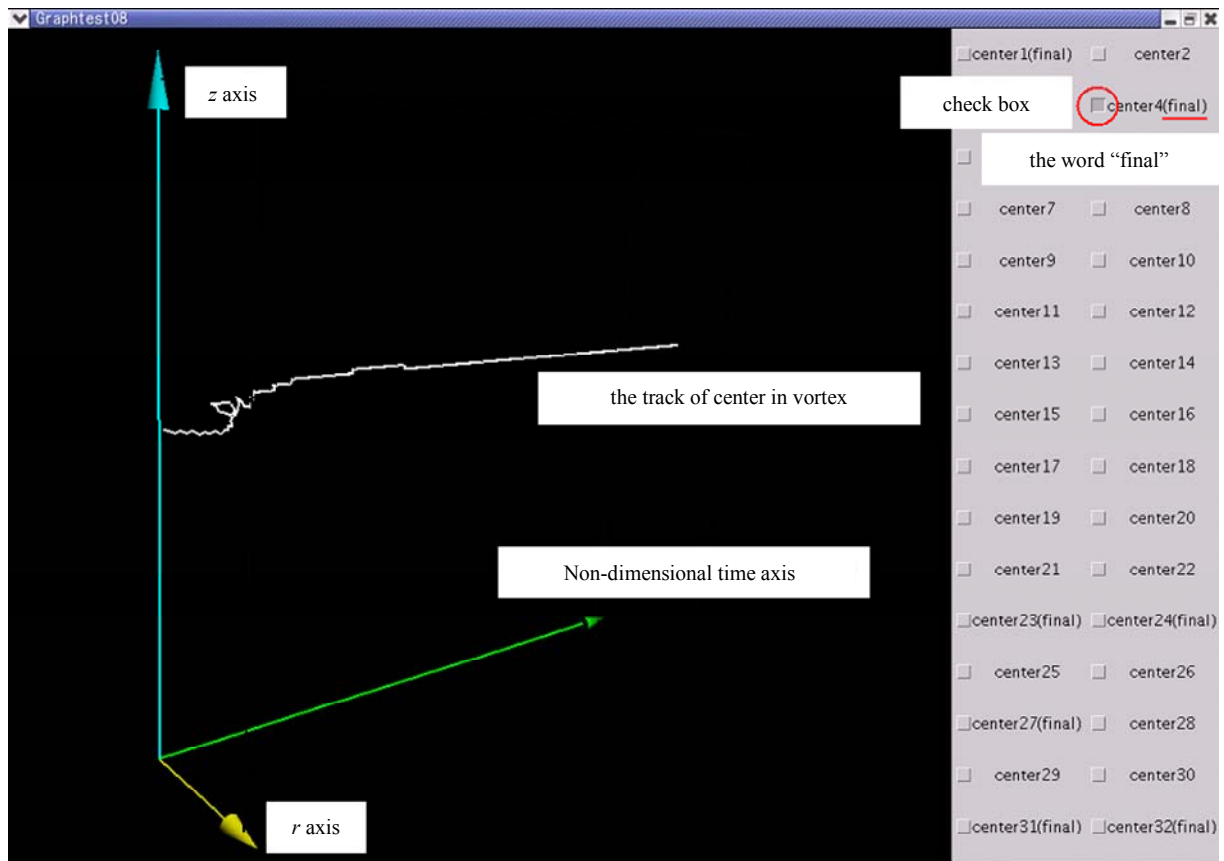 Graphtest08
z axis
center1(final) center2
check box
center4(final)
the word “final”
center7 center8
center9 center10
center11 center12
center13 center14
the track of center in vortex
center15 center16
center17 center18
center19 center20
Non-dimensional time axis
center21 center22
center23(final) center24(final)
center25 center26
center27(final) center28
center29 center30
r axis
center31(final) center32(final)